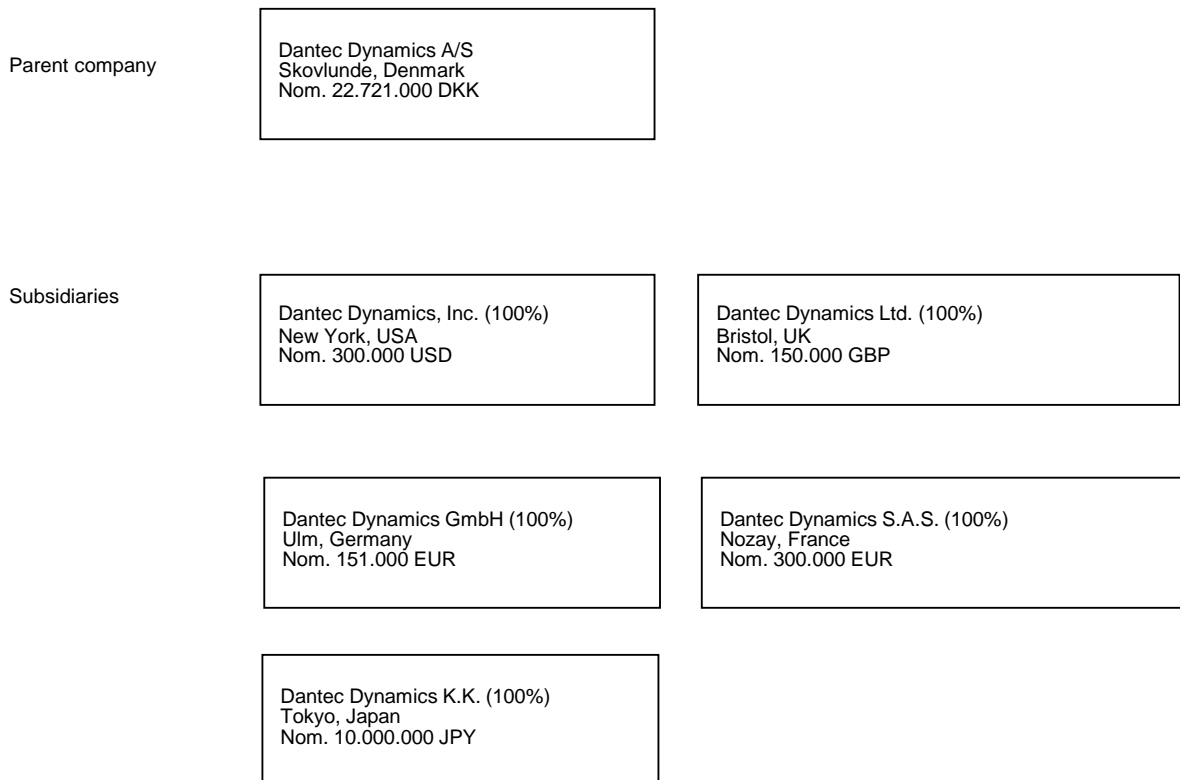 Parent company
Dantec Dynamics A/S
Skovlunde, Denmark
Nom. 22.721.000 DKK
Subsidiaries
Dantec Dynamics, Inc. (100%)
New York, USA
Nom. 300.000 USD
Dantec Dynamics Ltd. (100%)
Bristol, UK
Nom. 150.000 GBP
Dantec Dynamics GmbH (100%)
Ulm, Germany
Nom. 151.000 EUR
Dantec Dynamics S.A.S. (100%)
Nozay, France
Nom. 300.000 EUR
Dantec Dynamics K.K. (100%)
Tokyo, Japan
Nom. 10.000.000 JPY